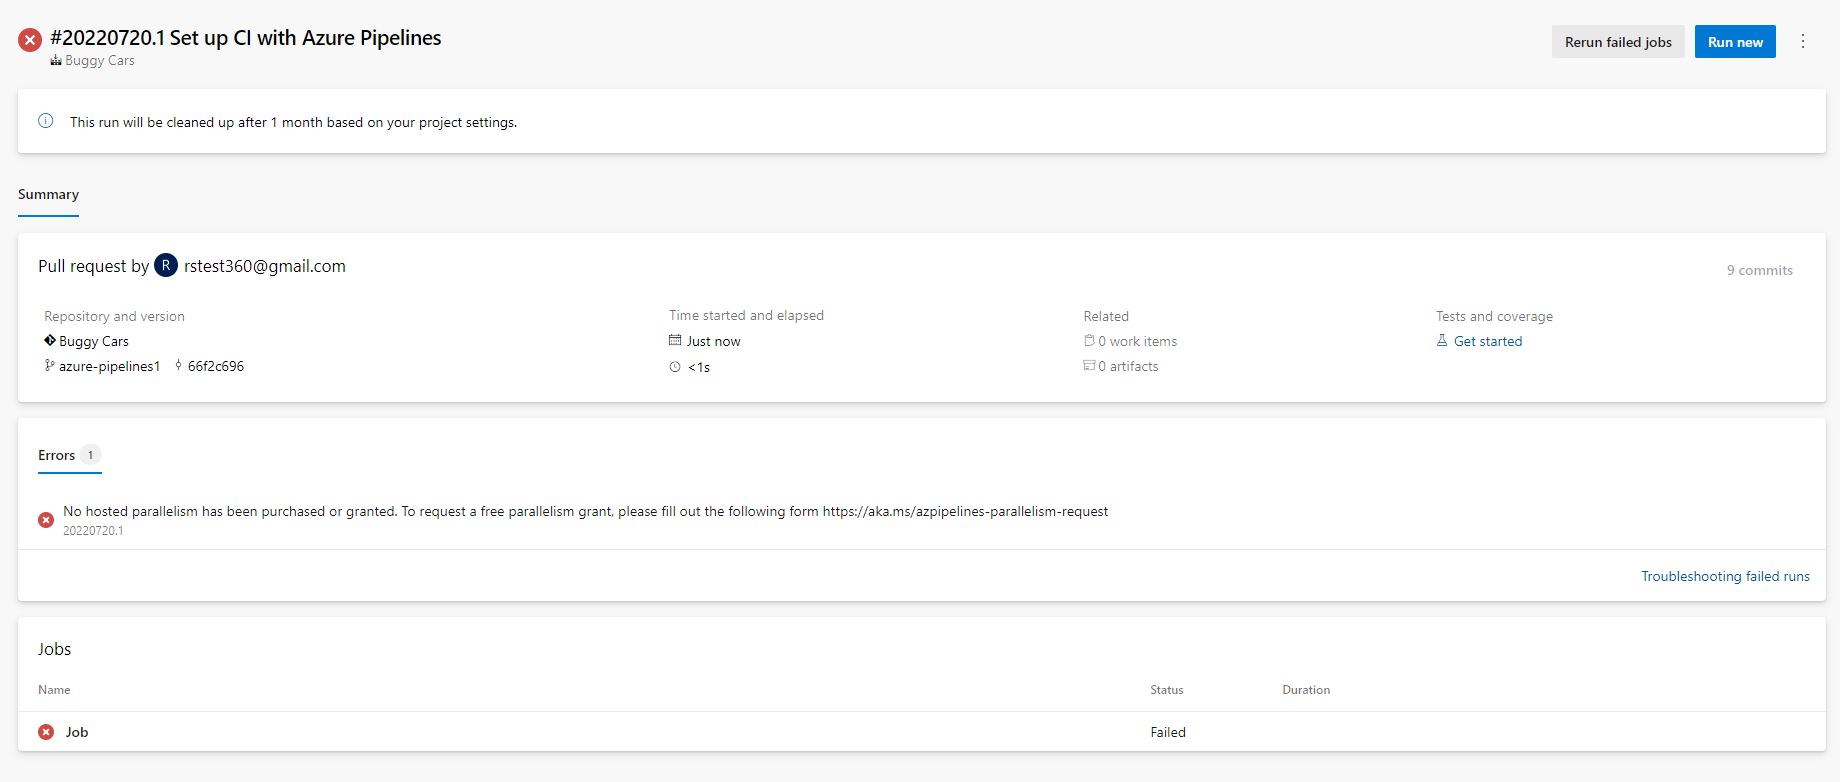 #20220720.1 Set up CI with Azure Pipelines
Buggy Cars
Rerun failed jobs
Run new
This run will be cleaned up after 1 month based on your project settings.
Summary
Pull request by R rstest360@gmail.com
9 commits
Repository and version
Buggy Cars
azure-pipelines1 66f2c696
Time started and elapsed
Just now
<1s
Related
0 work items
0 artifacts
Tests and coverage
Get started
Errors 1
No hosted parallelism has been purchased or granted. To request a free parallelism grant, please fill out the following form https://aka.ms/azpipelines-parallelism-request
20220720.1
Troubleshooting failed runs
Jobs
Name Status Duration
Job Failed